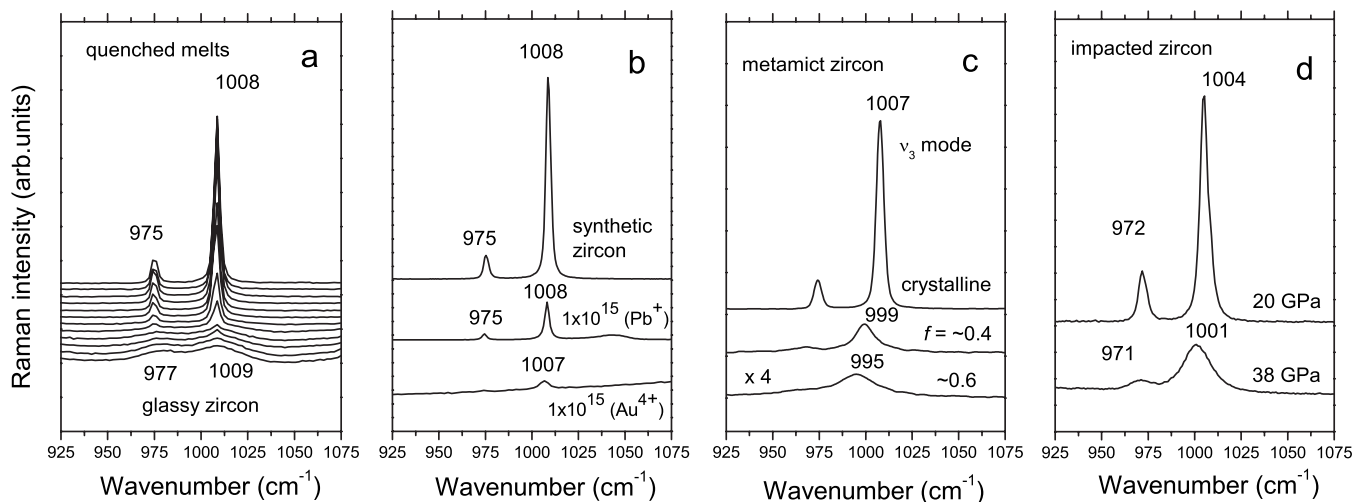 Raman intensity (arb.units)
quenched melts
a
1008
975
977
1009
glassy zircon
925 950 975 1000 1025 1050 1075
Wavenumber (cm⁻¹)
b
1008
975
synthetic
zircon
1008
975
1x10¹⁵ (Pb⁺)
1007
1x10¹⁵ (Au⁴⁺)
925 950 975 1000 1025 1050 1075
Wavenumber (cm⁻¹)
c
metamict zircon
1007
ν₃ mode
crystalline
999
f = ~0.4
995
x 4
~0.6
925 950 975 1000 1025 1050 1075
Wavenumber (cm⁻¹)
impacted zircon
d
1004
972
20 GPa
1001
971
38 GPa
925 950 975 1000 1025 1050 1075
Wavenumber (cm⁻¹)